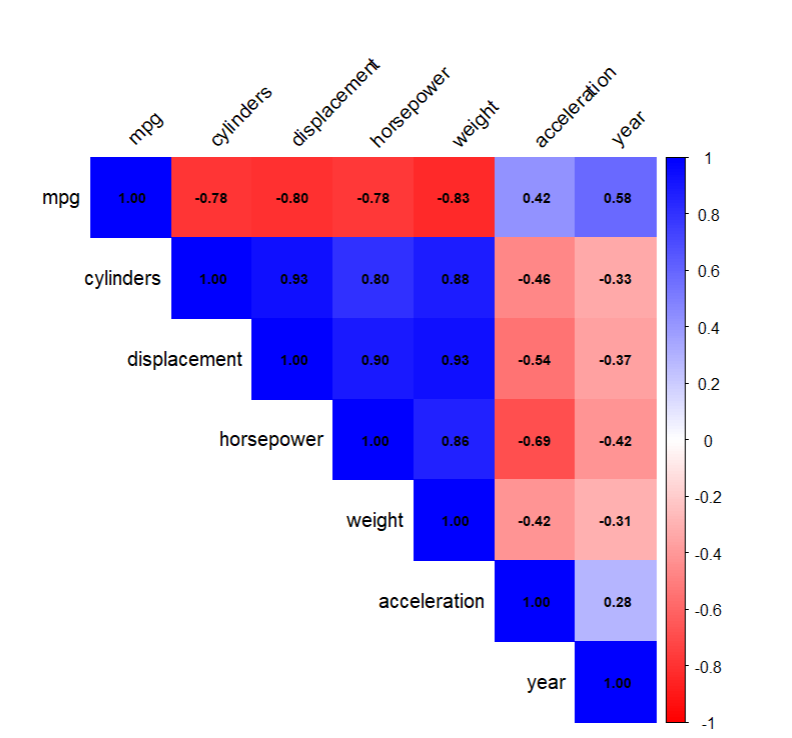 mpg cylinders displacement horsepower weight acceleration year
mpg 1.00 -0.78 -0.80 -0.78 -0.83 0.42 0.58
cylinders 1.00 0.93 0.80 0.88 -0.46 -0.33
displacement 1.00 0.90 0.93 -0.54 -0.37
horsepower 1.00 0.86 -0.69 -0.42
weight 1.00 -0.42 -0.31
acceleration 1.00 0.28
year 1.00
1
0.8
0.6
0.4
0.2
0
-0.2
-0.4
-0.6
-0.8
-1